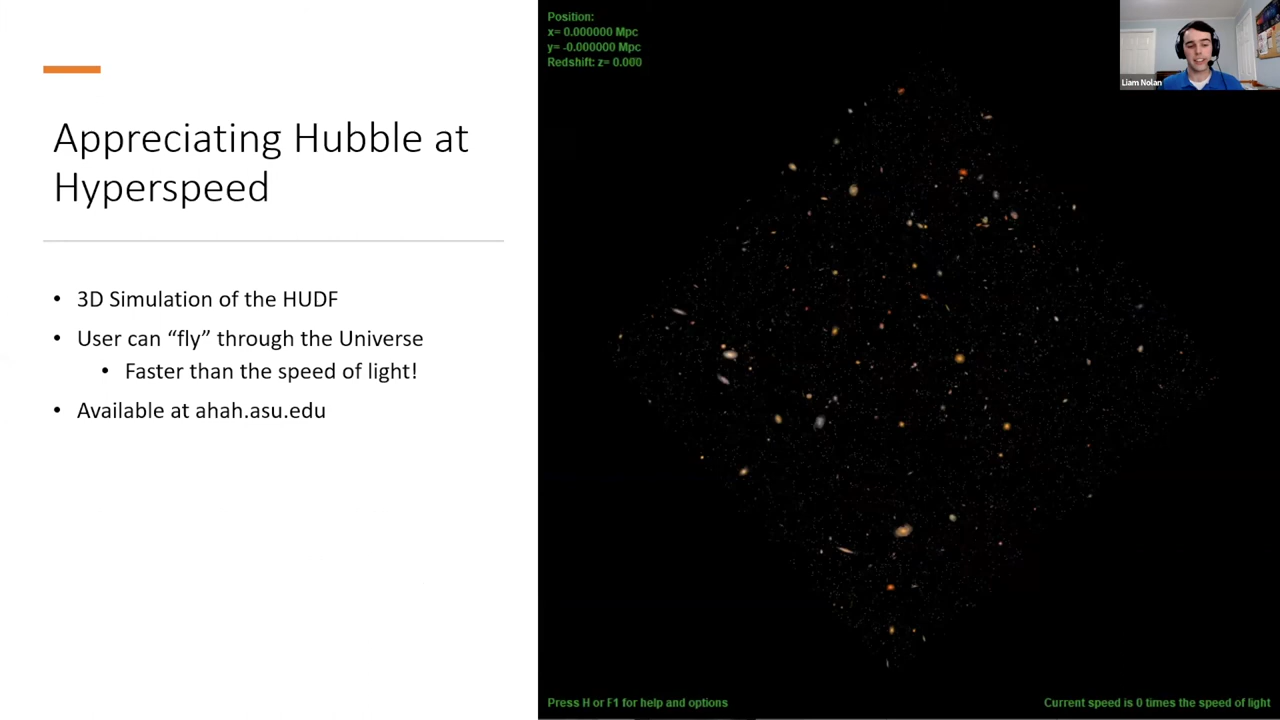 Appreciating Hubble at
Hyperspeed
• 3D Simulation of the HUDF
• User can “fly” through the Universe
• Faster than the speed of light!
• Available at ahah.asu.edu
Position:
x= 0.000000 Mpc
y= -0.000000 Mpc
Redshift: z= 0.000
Liam Nolan
Press H or F1 for help and options
Current speed is 0 times the speed of light